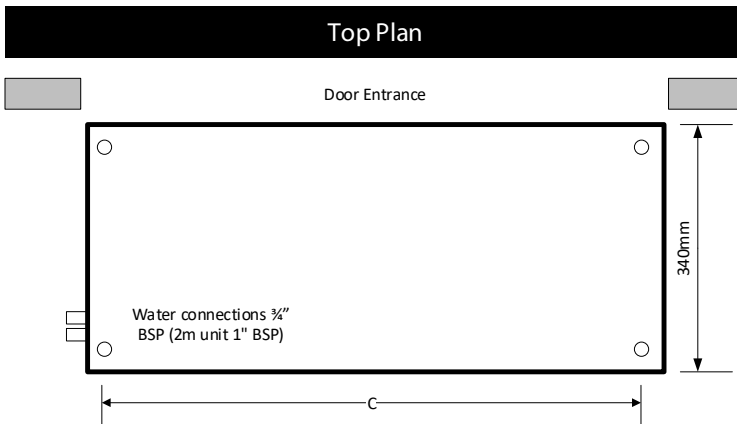 Top Plan
Door Entrance
340mm
Water connections ¾”
BSP (2m unit 1" BSP)
C